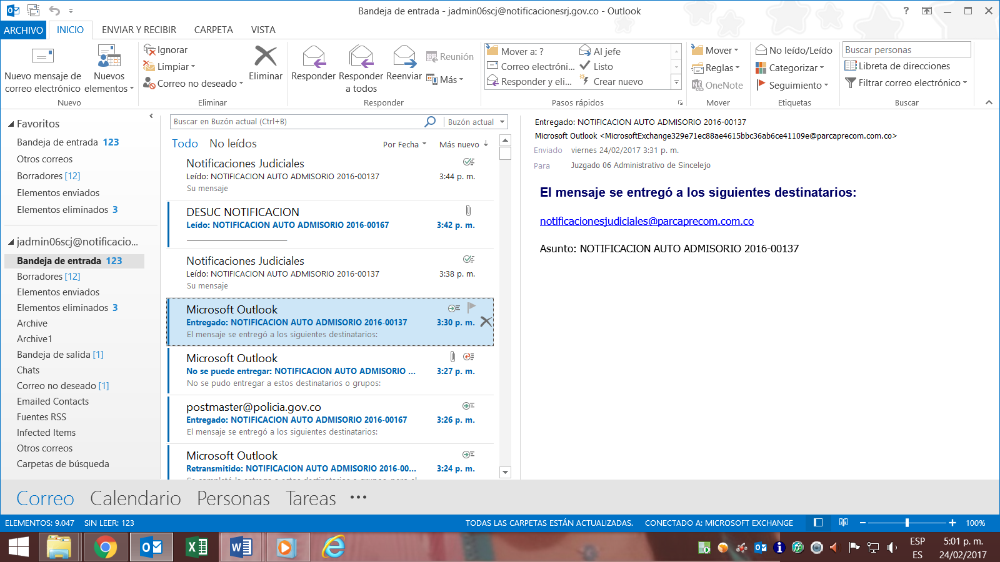 Bandeja de entrada - jadmin06scj@notificacionesrj.gov.co - Outlook
ARCHIVO INICIO ENVIAR Y RECIBIR CARPETA VISTA
Nuevo mensaje de correo electrónico
Nuevos elementos
Nuevo
Ignorar
Limpiar
Correo no deseado
Eliminar
Eliminar
Responder
Responder a todos
Reenviar
Reunión
Más
Responder
Mover a: ?
Correo electróni...
Responder y eli...
Al jefe
Listo
Crear nuevo
Pasos rápidos
Mover
Reglas
OneNote
Mover
No leído/Leído
Categorizar
Seguimiento
Etiquetas
Buscar personas
Libreta de direcciones
Filtrar correo electrónico
Buscar
Favoritos
Bandeja de entrada 123
Otros correos
Borradores [12]
Elementos enviados
Elementos eliminados 3
jadmin06scj@notificacio...
Bandeja de entrada 123
Borradores [12]
Elementos enviados
Elementos eliminados 3
Archive
Archive1
Bandeja de salida [1]
Chats
Correo no deseado [1]
Emailed Contacts
Fuentes RSS
Infected Items
Otros correos
Carpetas de búsqueda
Buscar en Buzón actual (Ctrl+B) Buzón actual
Todo No leídos Por Fecha Más nuevo
Notificaciones Judiciales
Leído: NOTIFICACION AUTO ADMISORIO 2016-00137 3:44 p. m.
Su mensaje
DESUC NOTIFICACION
Leído: NOTIFICACION AUTO ADMISORIO 2016-00167 3:42 p. m.
Notificaciones Judiciales
Leído: NOTIFICACION AUTO ADMISORIO 2016-00137 3:38 p. m.
Su mensaje
Microsoft Outlook
Entregado: NOTIFICACION AUTO ADMISORIO 2016-00137 3:30 p. m.
El mensaje se entregó a los siguientes destinatarios:
Microsoft Outlook
No se puede entregar: NOTIFICACION AUTO ADMISORIO ... 3:27 p. m.
No se pudo entregar a estos destinatarios o grupos:
postmaster@policia.gov.co
Entregado: NOTIFICACION AUTO ADMISORIO 2016-00167 3:26 p. m.
El mensaje se entregó a los siguientes destinatarios:
Microsoft Outlook
Retransmitido: NOTIFICACION AUTO ADMISORIO 2016-00... 3:24 p. m.
Se completó la entrega a estos destinatarios o grupos, pero el
Entregado: NOTIFICACION AUTO ADMISORIO 2016-00137
Microsoft Outlook <MicrosoftExchange329e71ec88ae4615bbc36ab6ce41109e@parcaprecom.com.co>
Enviado viernes 24/02/2017 3:31 p. m.
Para Juzgado 06 Administrativo de Sincelejo
El mensaje se entregó a los siguientes destinatarios:
notificacionesjudiciales@parcaprecom.com.co
Asunto: NOTIFICACION AUTO ADMISORIO 2016-00137
Correo Calendario Personas Tareas ...
ELEMENTOS: 9.047 SIN LEER: 123 TODAS LAS CARPETAS ESTÁN ACTUALIZADAS. CONECTADO A: MICROSOFT EXCHANGE 100%
ESP 5:01 p. m.
ES 24/02/2017